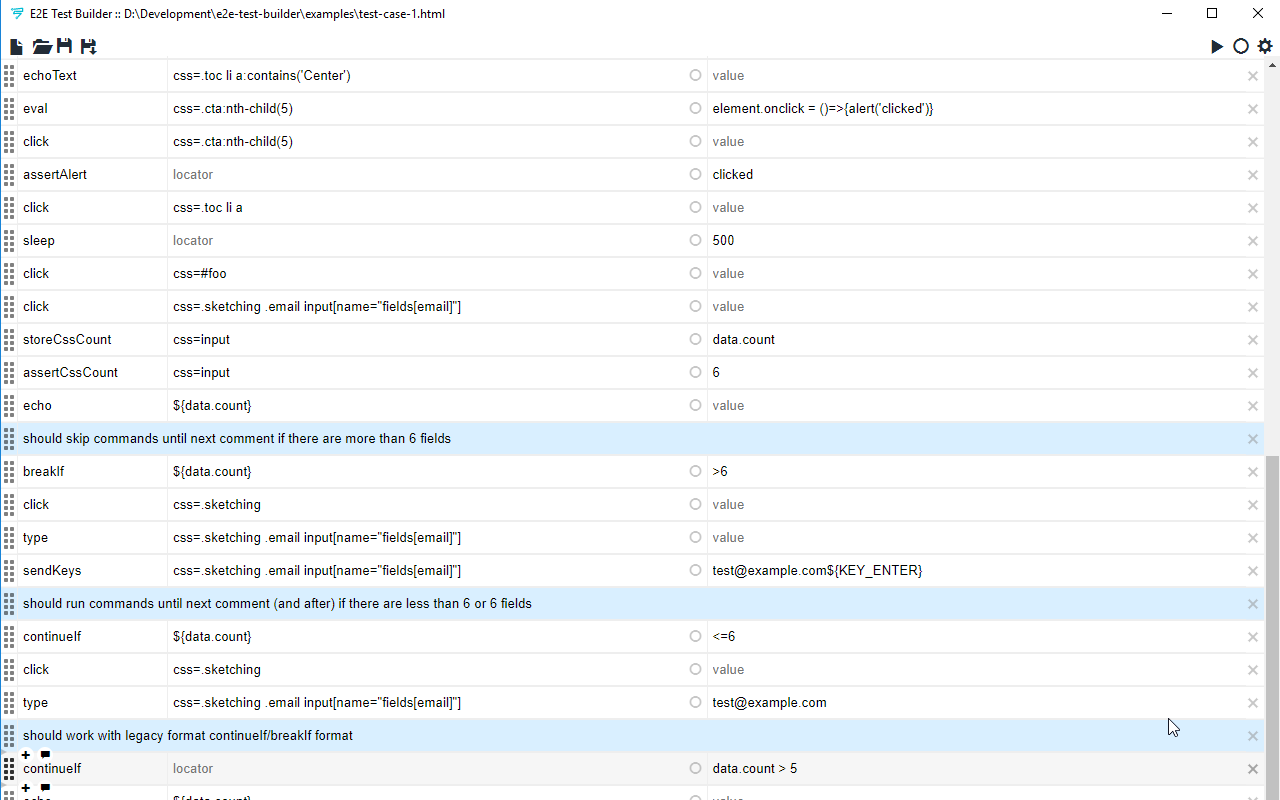 E2E Test Builder :: D:\Development\e2e-test-builder\examples\test-case-1.html
echoText css=.toc li a:contains('Center') value
eval css=.cta:nth-child(5) element.onclick = ()=>{alert('clicked')}
click css=.cta:nth-child(5) value
assertAlert locator clicked
click css=.toc li a value
sleep locator 500
click css=#foo value
click css=.sketching .email input[name="fields[email]"] value
storeCssCount css=input data.count
assertCssCount css=input 6
echo ${data.count} value
should skip commands until next comment if there are more than 6 fields
breakIf ${data.count} >6
click css=.sketching value
type css=.sketching .email input[name="fields[email]"] value
sendKeys css=.sketching .email input[name="fields[email]"] test@example.com${KEY_ENTER}
should run commands until next comment (and after) if there are less than 6 or 6 fields
continueIf ${data.count} <=6
click css=.sketching value
type css=.sketching .email input[name="fields[email]"] test@example.com
should work with legacy format continueIf/breakIf format
continueIf locator data.count > 5
echo ${data.count} value